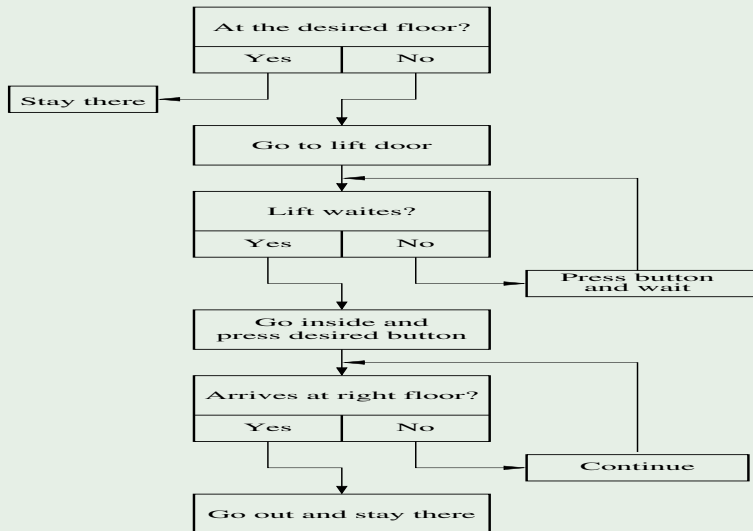 At the desired floor?
Yes
No
Stay there
Go to lift door
Lift waites?
Yes
No
Press button
and wait
Go inside and
press desired button
Arrives at right floor?
Yes
No
Continue
Go out and stay there